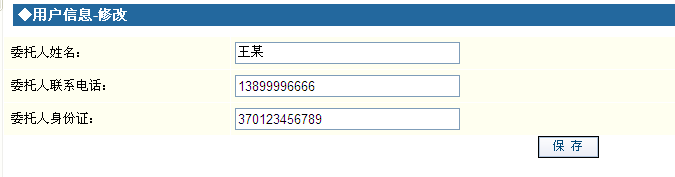 ◆用户信息-修改
委托人姓名： 王某
委托人联系电话： 13899996666
委托人身份证： 370123456789
保 存